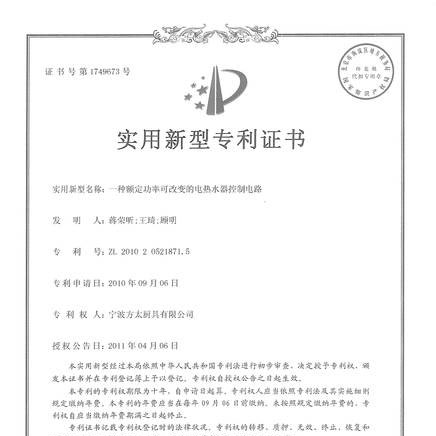 证书号第1749673号
印花税
代扣专用章
实用新型专利证书
实用新型名称：一种额定功率可改变的电热水器控制电路
发 明 人：蒋荣昕;王琦;顾明
专 利 号：ZL 2010 2 0521871.5
专利申请日：2010年09月06日
专 利 权 人：宁波方太厨具有限公司
授权公告日：2011年04月06日
本实用新型经过本局依照中华人民共和国专利法进行初步审查，决定授予专利权，颁
发本证书并在专利登记簿上予以登记。专利权自授权公告之日起生效。
本专利的专利权期限为十年，自申请日起算。专利权人应当依照专利法及其实施细则
规定缴纳年费。本专利的年费应当在每年09月06日前缴纳。未按照规定缴纳年费的，专
利权自应当缴纳年费期满之日起终止。
专利证书记载专利权登记时的法律状况。专利权的转移、质押、无效、终止、恢复和